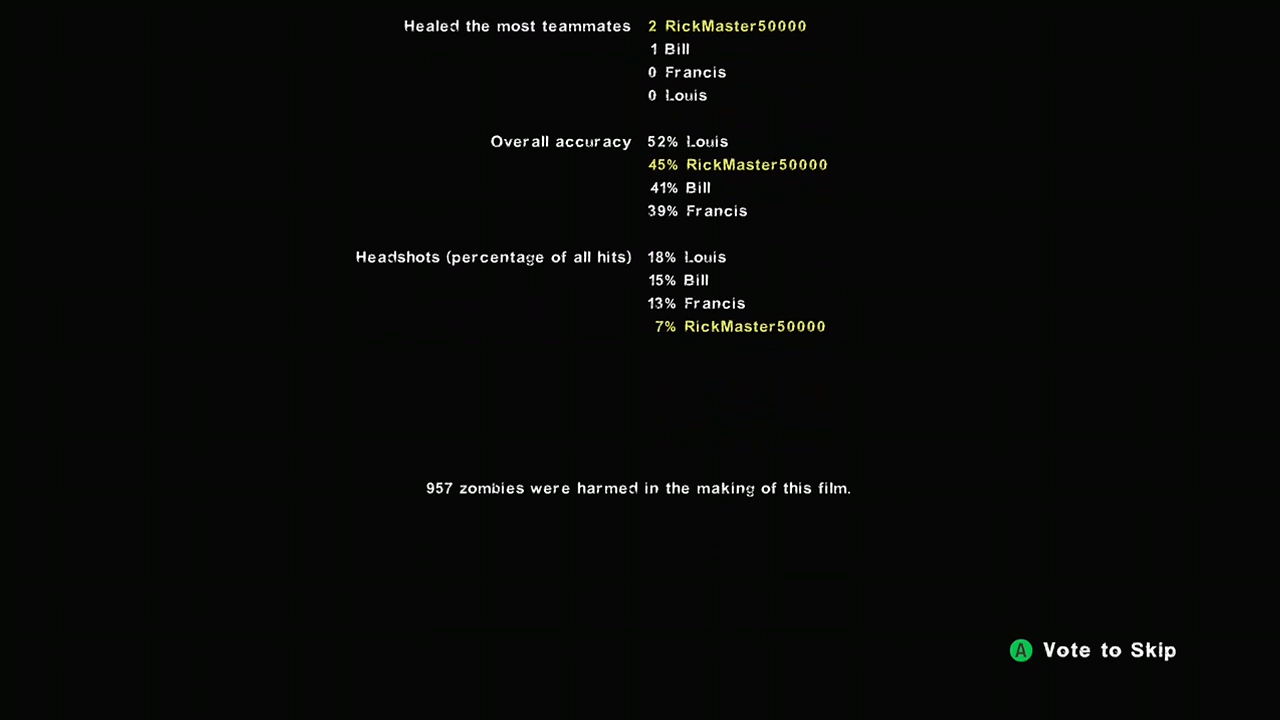 Healed the most teammates 2 RickMaster50000
1 Bill
0 Francis
0 Louis
Overall accuracy 52% Louis
45% RickMaster50000
41% Bill
39% Francis
Headshots (percentage of all hits) 18% Louis
15% Bill
13% Francis
7% RickMaster50000
957 zombies were harmed in the making of this film.
A Vote to Skip